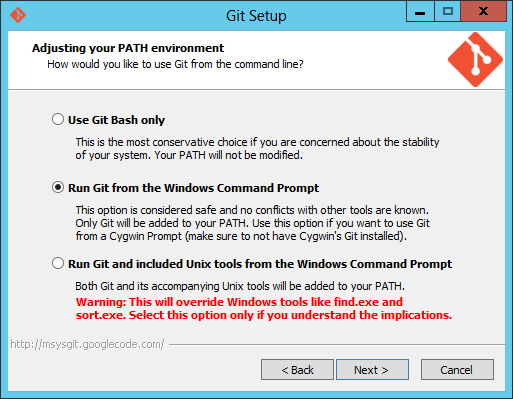 Git Setup
Adjusting your PATH environment
How would you like to use Git from the command line?
Use Git Bash only
This is the most conservative choice if you are concerned about the stability
of your system. Your PATH will not be modified.
Run Git from the Windows Command Prompt
This option is considered safe and no conflicts with other tools are known.
Only Git will be added to your PATH. Use this option if you want to use Git
from a Cygwin Prompt (make sure to not have Cygwin's Git installed).
Run Git and included Unix tools from the Windows Command Prompt
Both Git and its accompanying Unix tools will be added to your PATH.
Warning: This will override Windows tools like find.exe and
sort.exe. Select this option only if you understand the implications.
http://msysgit.googlecode.com/
< Back
Next >
Cancel